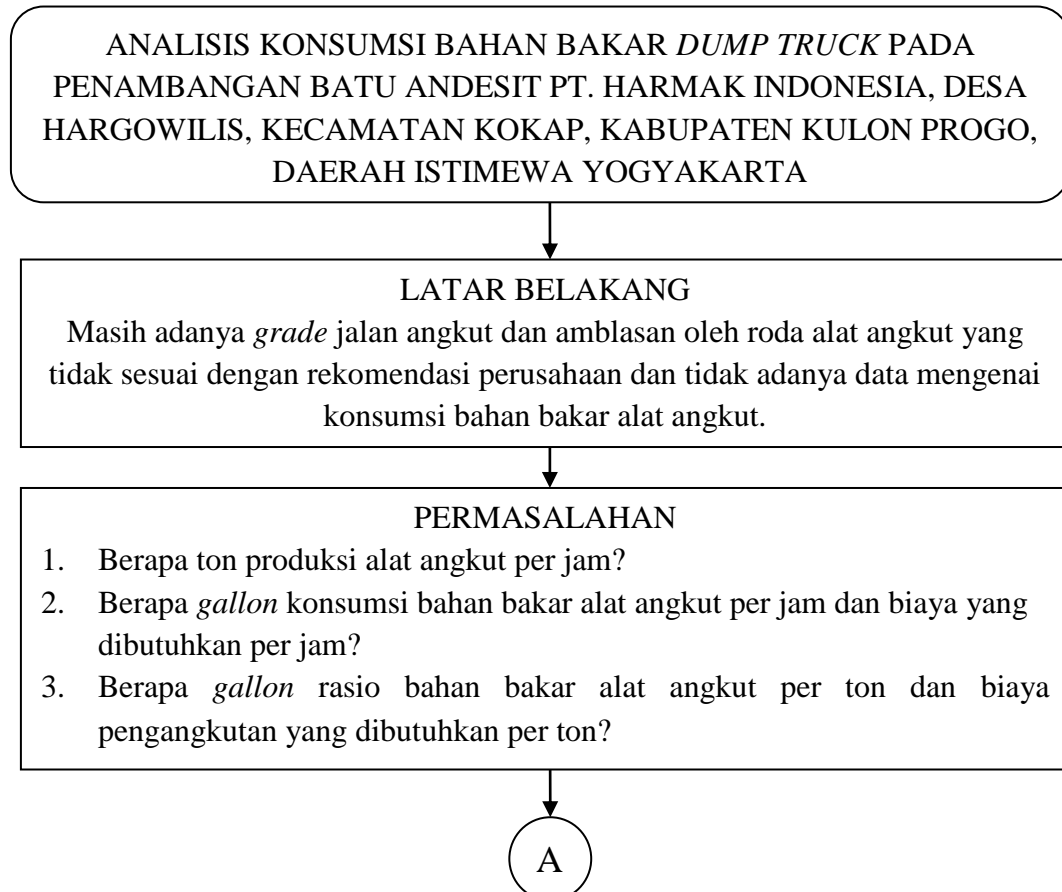 ANALISIS KONSUMSI BAHAN BAKAR DUMP TRUCK PADA
PENAMBANGAN BATU ANDESIT PT. HARMAK INDONESIA, DESA
HARGOWILIS, KECAMATAN KOKAP, KABUPATEN KULON PROGO,
DAERAH ISTIMEWA YOGYAKARTA
LATAR BELAKANG
Masih adanya grade jalan angkut dan amblasan oleh roda alat angkut yang
tidak sesuai dengan rekomendasi perusahaan dan tidak adanya data mengenai
konsumsi bahan bakar alat angkut.
PERMASALAHAN
1. Berapa ton produksi alat angkut per jam?
2. Berapa gallon konsumsi bahan bakar alat angkut per jam dan biaya yang
dibutuhkan per jam?
3. Berapa gallon rasio bahan bakar alat angkut per ton dan biaya
pengangkutan yang dibutuhkan per ton?
A